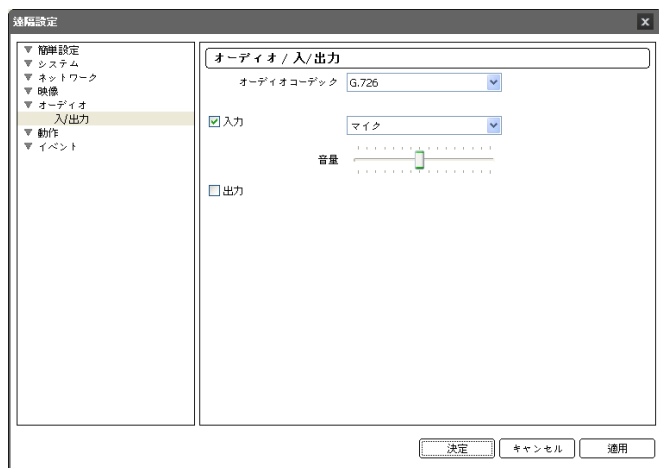 遠隔設定
簡単設定
システム
ネットワーク
映像
オーディオ
入/出力
動作
イベント
オーディオ / 入/出力
オーディオコーデック G.726
入力 マイク
音量
出力
決定 キャンセル 適用